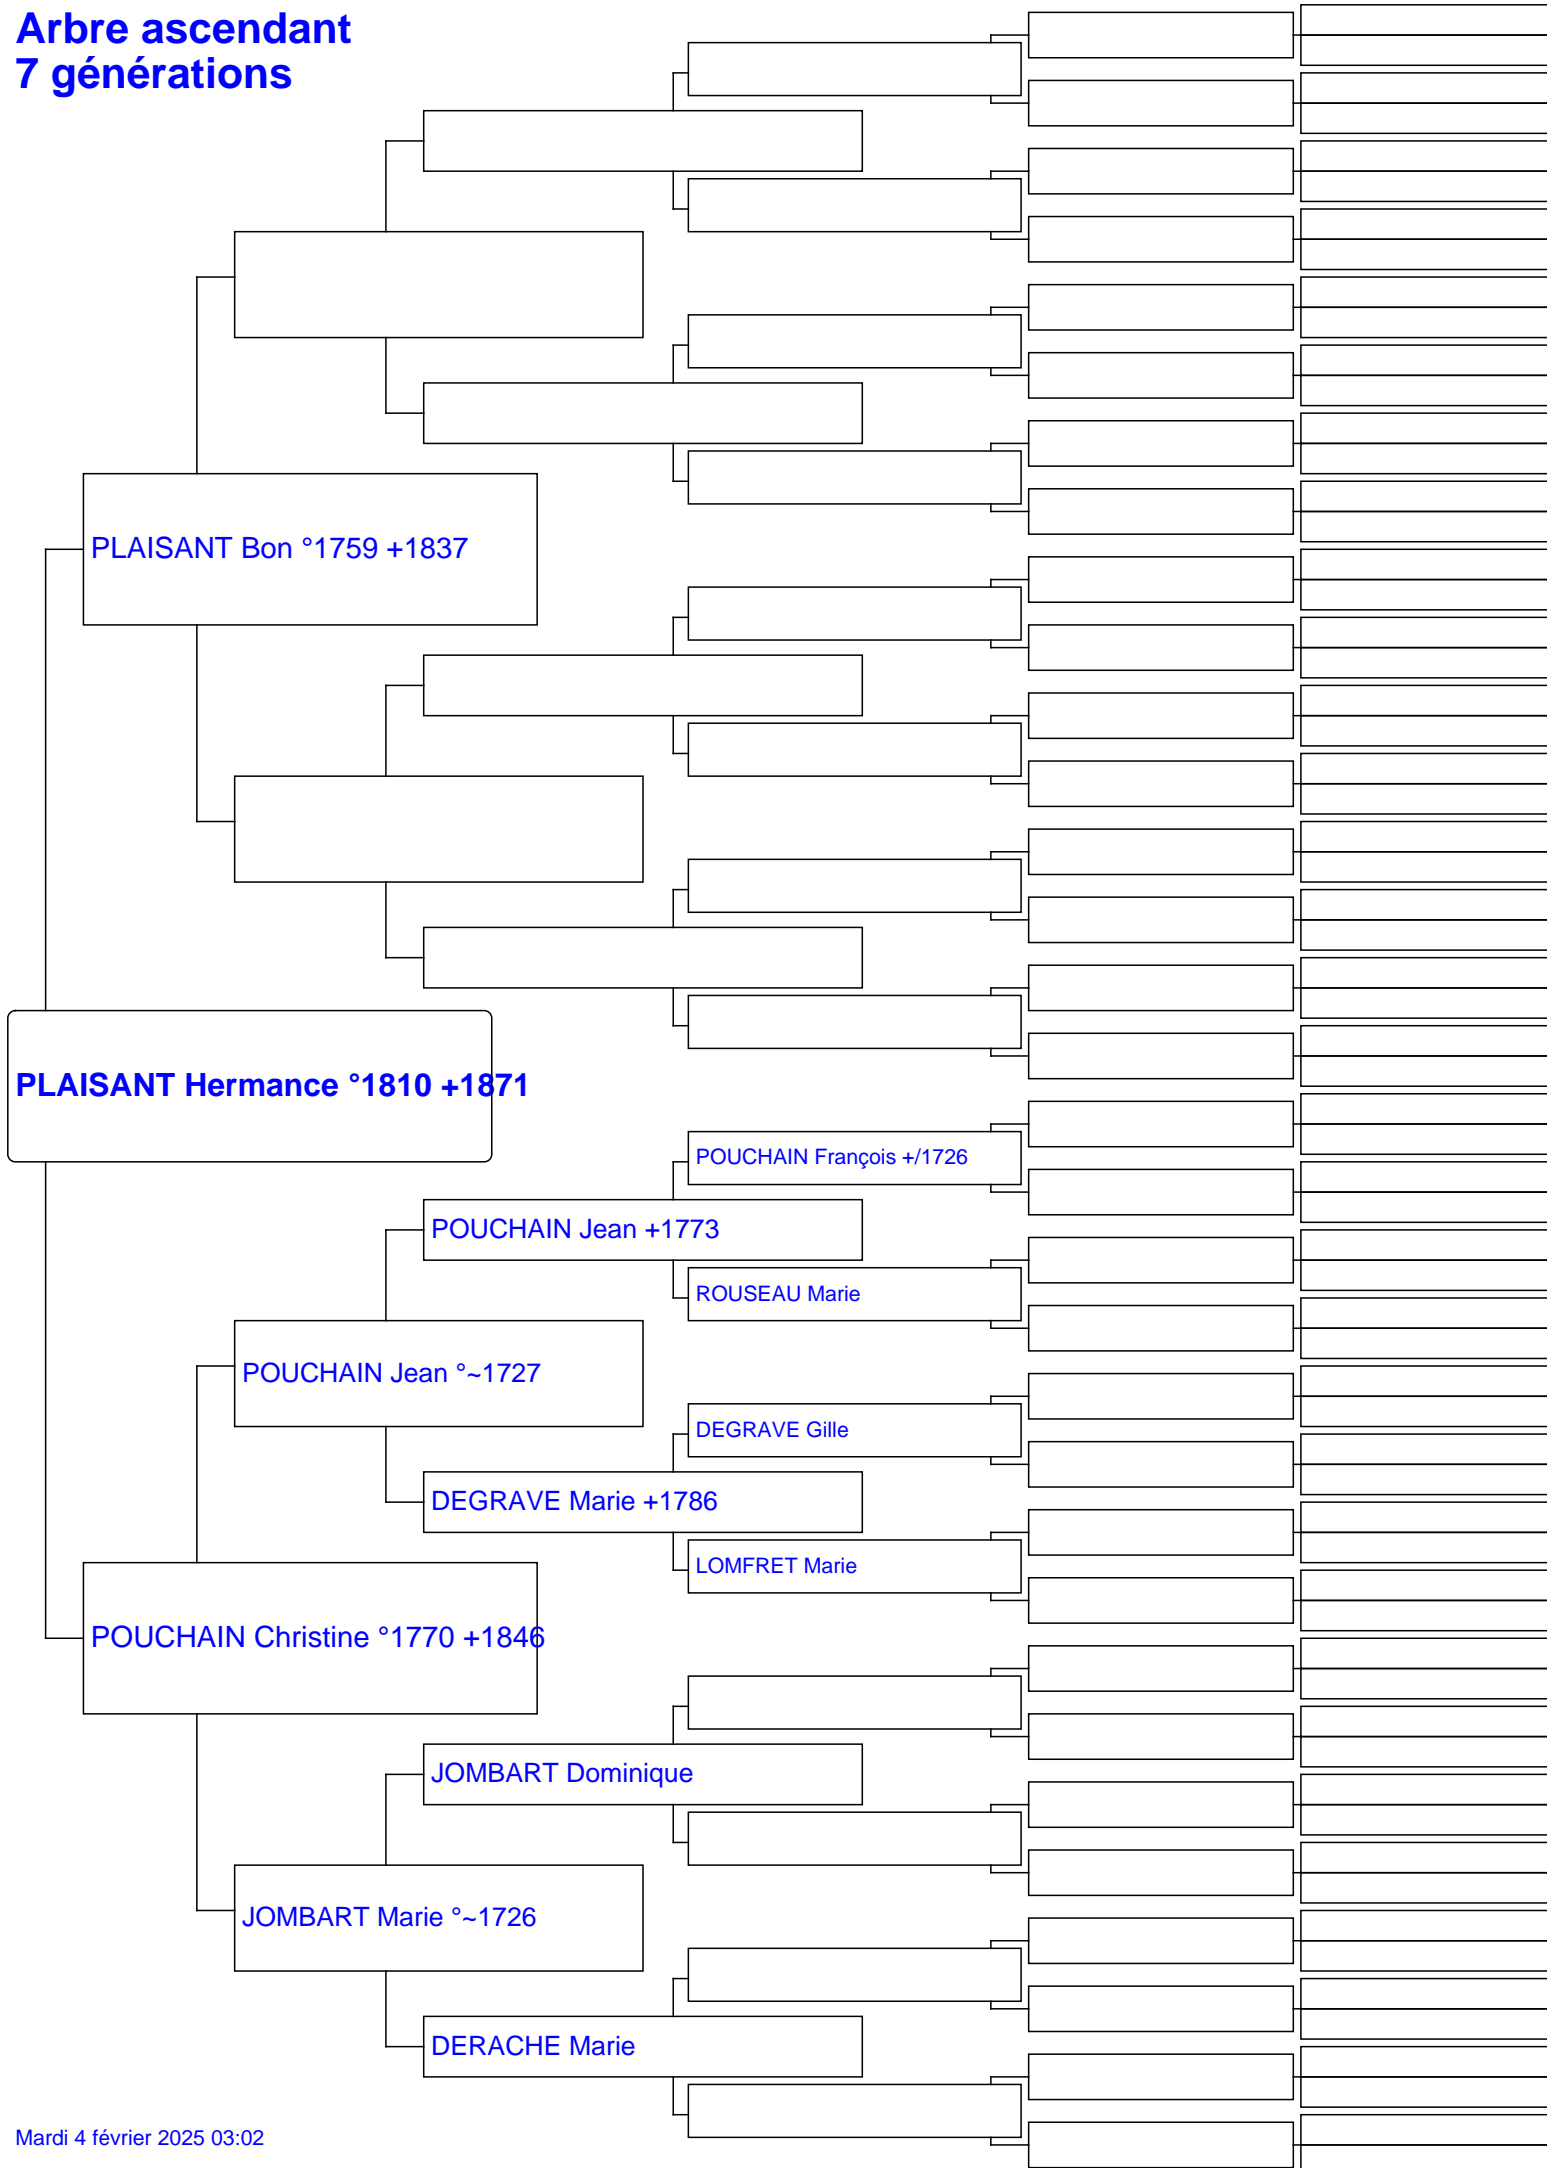 Arbre ascendant
7 générations
PLAISANT Bon °1759 +1837
PLAISANT Hermance °1810 +1871
POUCHAIN François +/1726
POUCHAIN Jean +1773
ROUSEAU Marie
POUCHAIN Jean °~1727
DEGRAVE Gille
DEGRAVE Marie +1786
LOMFRET Marie
POUCHAIN Christine °1770 +1846
JOMBART Dominique
JOMBART Marie °~1726
DERACHE Marie
Mardi 4 février 2025 03:02